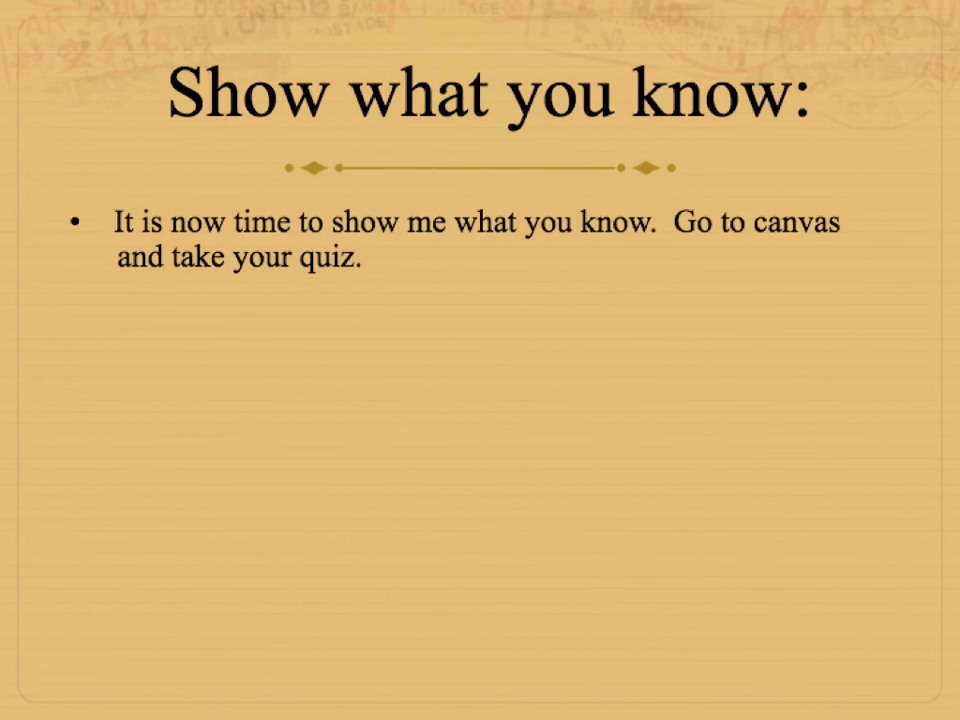 Show what you know:
• It is now time to show me what you know.  Go to canvas
and take your quiz.